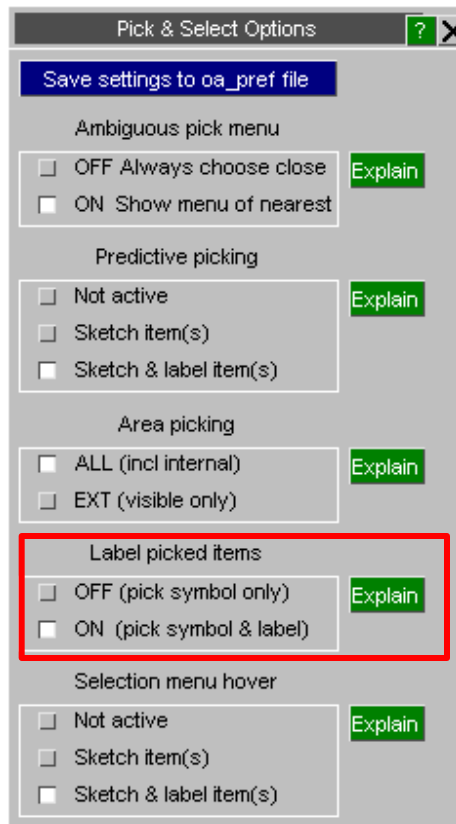 Pick & Select Options ? X
Save settings to oa_pref file
Ambiguous pick menu
OFF Always choose close
Explain
ON Show menu of nearest
Predictive picking
Not active
Explain
Sketch item(s)
Sketch & label item(s)
Area picking
ALL (incl internal)
Explain
EXT (visible only)
Label picked items
OFF (pick symbol only)
Explain
ON (pick symbol & label)
Selection menu hover
Not active
Explain
Sketch item(s)
Sketch & label item(s)